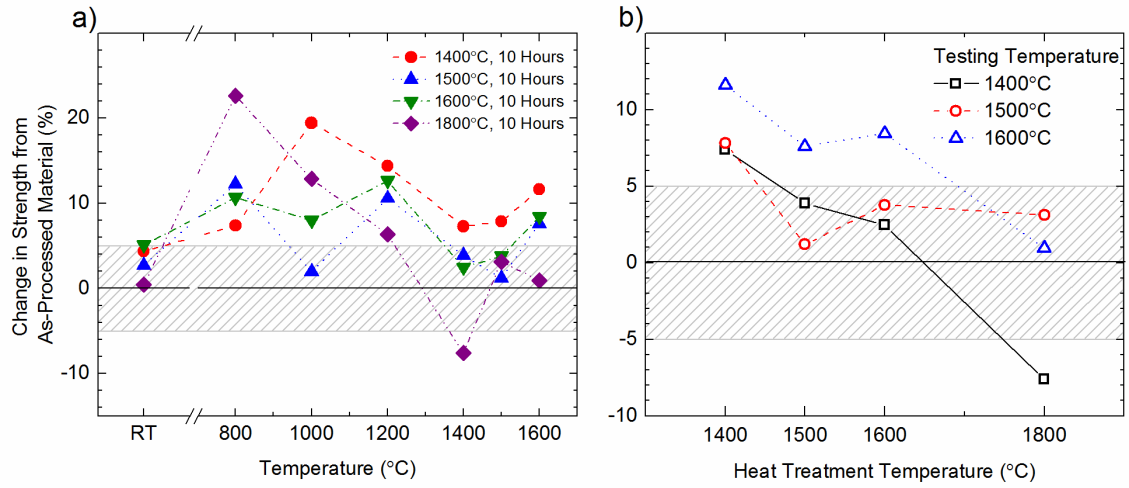 a)
Change in Strength from
As-Processed Material (%)
20
10
0
-10
RT
800
1000
1200
1400
1600
Temperature (°C)
1400°C, 10 Hours
1500°C, 10 Hours
1600°C, 10 Hours
1800°C, 10 Hours
b)
10
5
0
-5
-10
1400
1500
1600
1800
Heat Treatment Temperature (°C)
Testing Temperature
1400°C
1500°C
1600°C